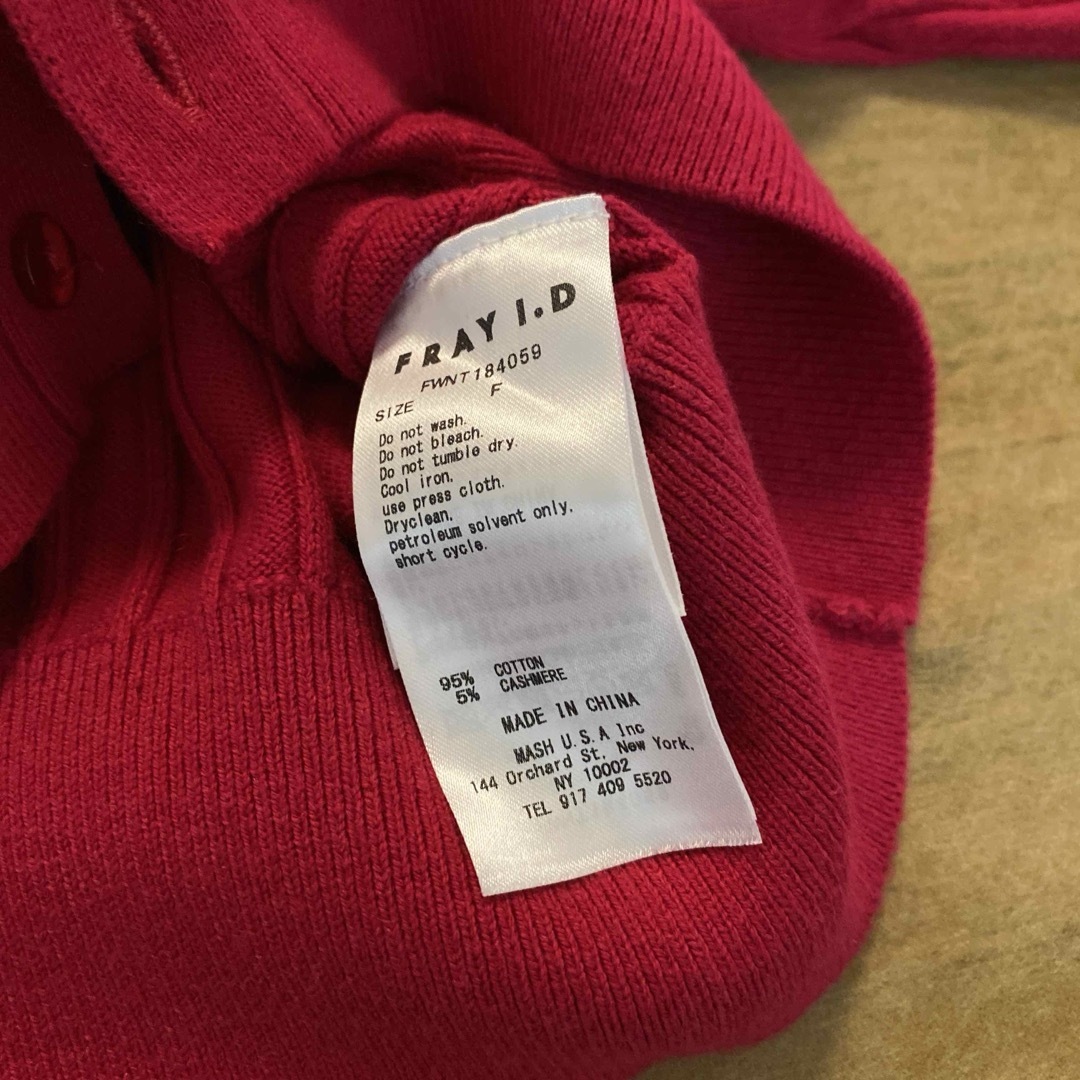 FRAY I.D
FWNT184059
SIZE F
Do not wash.
Do not bleach.
Do not tumble dry.
Cool iron.
use press cloth.
Dryclean.
petroleum solvent only.
short cycle.
95% COTTON
5% CASHMERE
MADE IN CHINA
MASH U.S.A Inc
144 Orchard St. New York.
NY 10002
TEL 917 409 5520